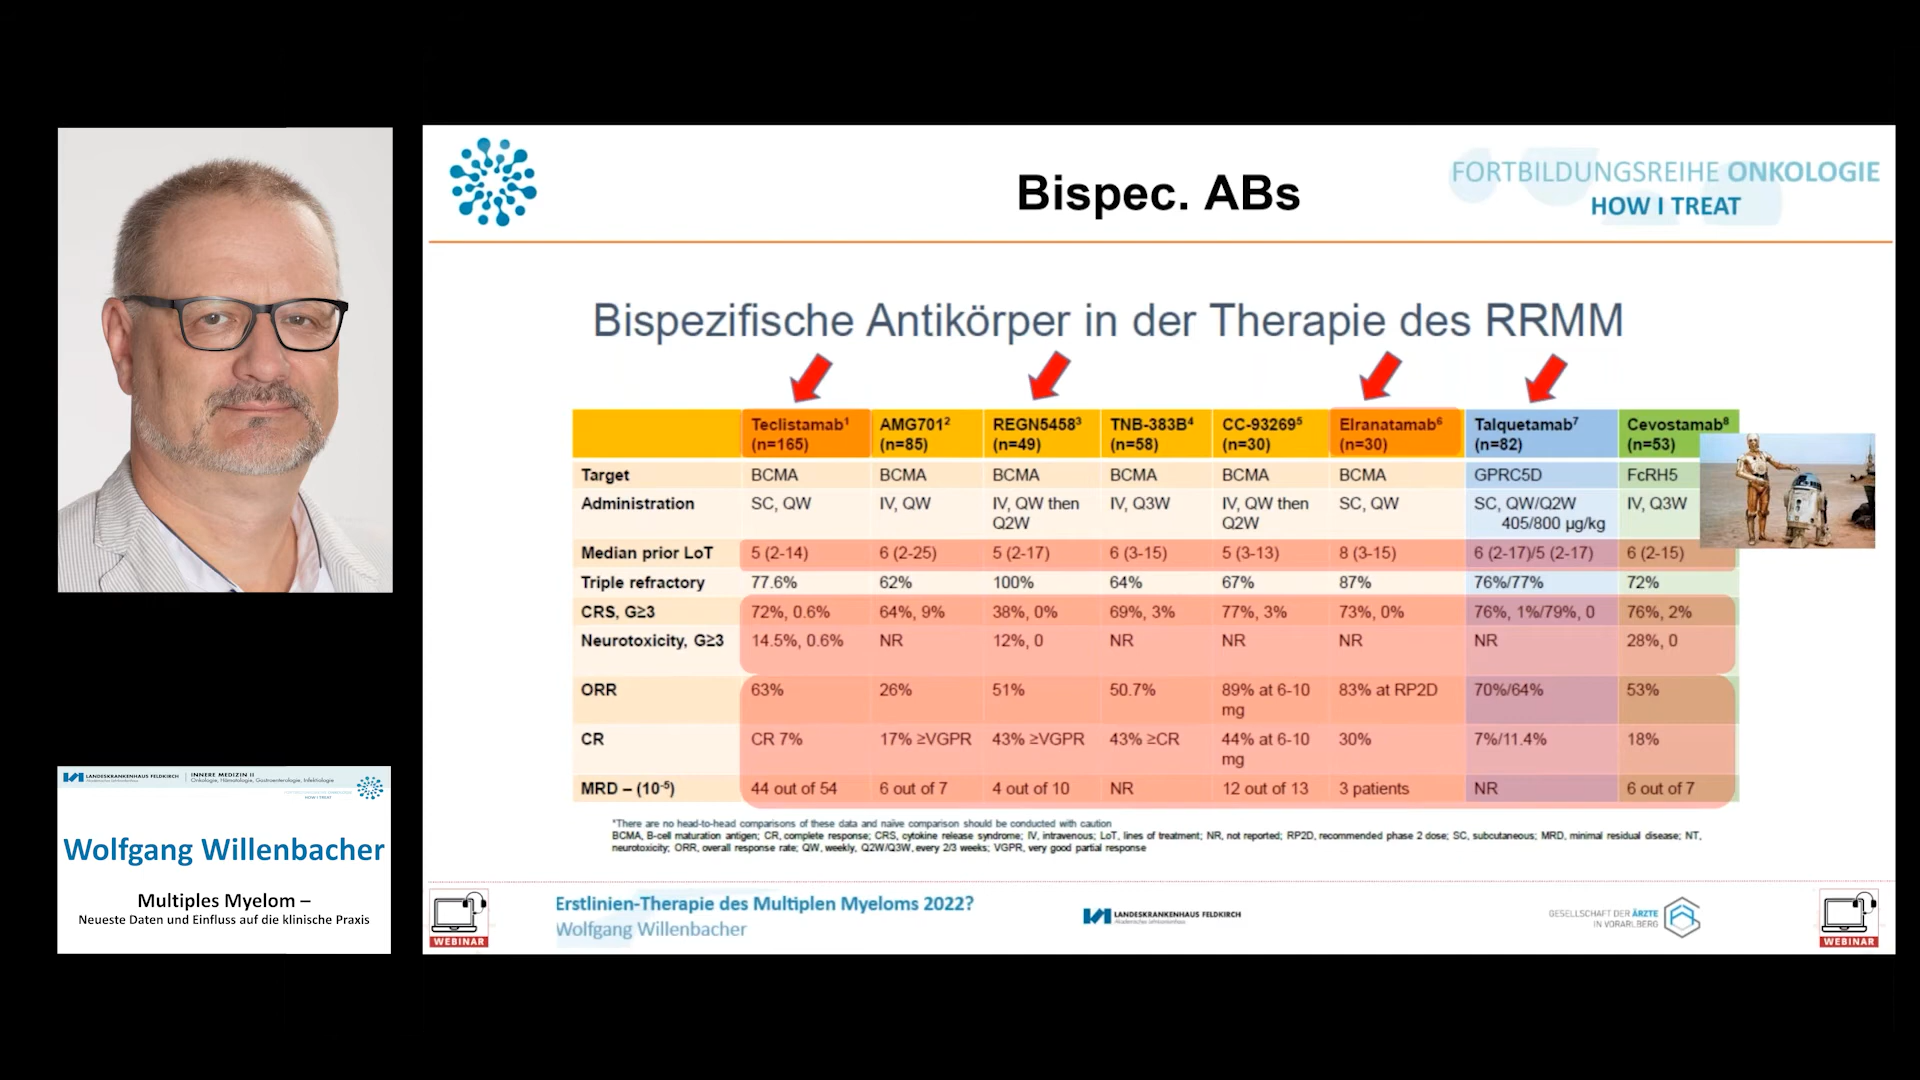 FORTBILDUNGSREIHE ONKOLOGIE
HOW I TREAT
Bispec. ABs
Bispezifische Antikörper in der Therapie des RRMM
Teclistamab¹ (n=165) AMG701² (n=85) REGN5458³ (n=49) TNB-383B⁴ (n=58) CC-93269⁵ (n=30) Elranatamab⁶ (n=30) Talquetamab⁷ (n=82) Cevostamab⁸ (n=53)
Target BCMA BCMA BCMA BCMA BCMA BCMA GPRC5D FcRH5
Administration SC, QW IV, QW IV, QW then Q2W IV, Q3W IV, QW then Q2W SC, QW SC, QW/Q2W 405/800 µg/kg IV, Q3W
Median prior LoT 5 (2-14) 6 (2-25) 5 (2-17) 6 (3-15) 5 (3-13) 8 (3-15) 6 (2-17)/5 (2-17) 6 (2-15)
Triple refractory 77.6% 62% 100% 64% 67% 87% 76%/77% 72%
CRS, G≥3 72%, 0.6% 64%, 9% 38%, 0% 69%, 3% 77%, 3% 73%, 0% 76%, 1%/79%, 0 76%, 2%
Neurotoxicity, G≥3 14.5%, 0.6% NR 12%, 0 NR NR NR NR 28%, 0
ORR 63% 26% 51% 50.7% 89% at 6-10 mg 83% at RP2D 70%/64% 53%
CR CR 7% 17% ≥VGPR 43% ≥VGPR 43% ≥CR 44% at 6-10 mg 30% 7%/11.4% 18%
MRD – (10⁻⁵) 44 out of 54 6 out of 7 4 out of 10 NR 12 out of 13 3 patients NR 6 out of 7
*There are no head-to-head comparisons of these data and naïve comparison should be conducted with caution
BCMA, B-cell maturation antigen; CR, complete response; CRS, cytokine release syndrome; IV, intravenous; LoT, lines of treatment; NR, not reported; RP2D, recommended phase 2 dose; SC, subcutaneous; MRD, minimal residual disease; NT,
neurotoxicity; ORR, overall response rate; QW, weekly, Q2W/Q3W, every 2/3 weeks; VGPR, very good partial response
WEBINAR
Erstlinien-Therapie des Multiplen Myeloms 2022?
Wolfgang Willenbacher
LANDESKRANKENHAUS FELDKIRCH
GESELLSCHAFT DER ÄRZTE
IN VORARLBERG
WEBINAR
LANDESKRANKENHAUS FELDKIRCH
INNERE MEDIZIN II
Onkologie, Hämatologie, Gastroenterologie, Infektiologie
Wolfgang Willenbacher
Multiples Myelom –
Neueste Daten und Einfluss auf die klinische Praxis